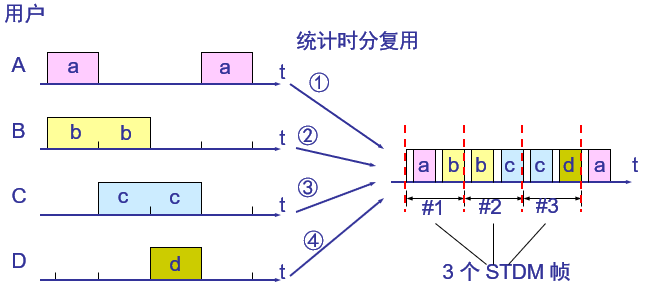 用户
统计时分复用
A a a t
①
B b b t
②
a b b c c d a t
C c c t
③
#1 #2 #3
④
D d t
3 个 STDM 帧